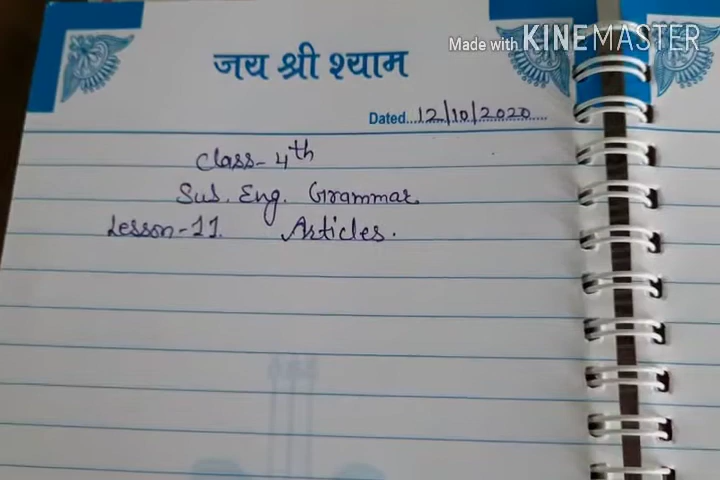 Made with KINEMASTER
जय श्री श्याम
Dated...12/10/2020......
Class-4th
Sub. Eng. Grammar.
Lesson-11. Articles.